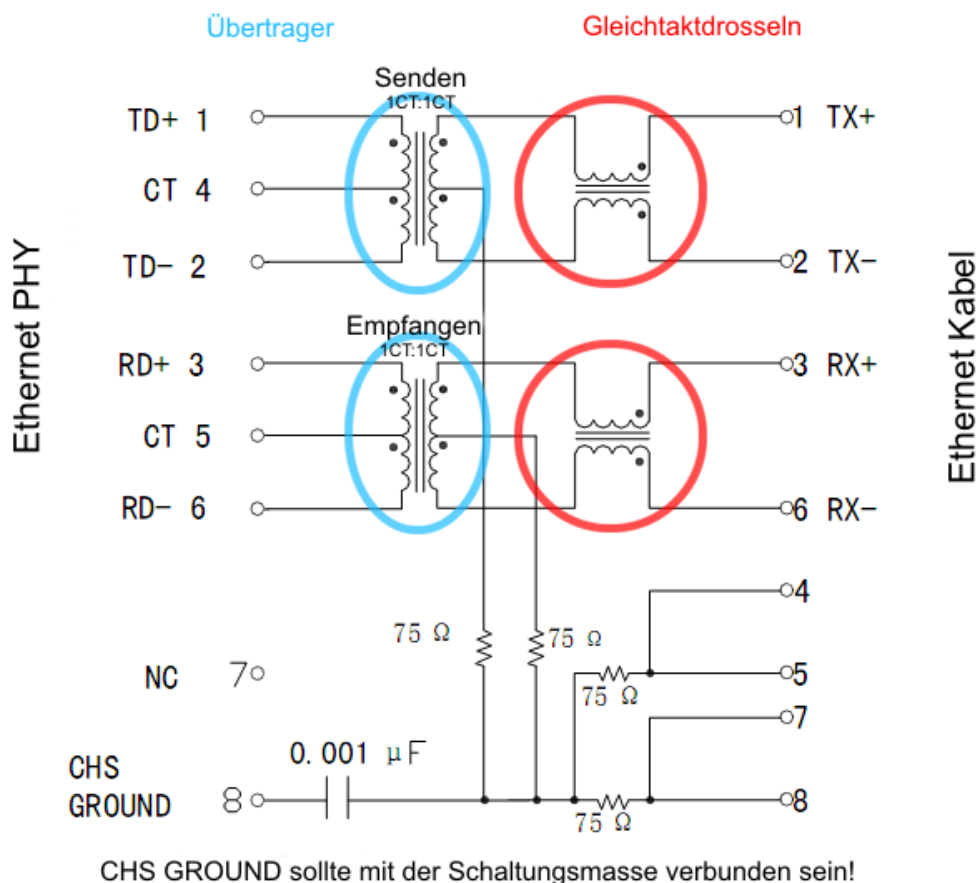 Übertrager
Gleichtaktdrosseln
Senden
1CT:1CT
TD+ 1
1 TX+
CT 4
TD- 2
2 TX-
Ethernet PHY
Ethernet Kabel
Empfangen
1CT:1CT
RD+ 3
3 RX+
CT 5
RD- 6
6 RX-
4
75 Ω
75 Ω
NC 7
75 Ω
5
7
0.001 μF
CHS
GROUND 8
75 Ω
8
CHS GROUND sollte mit der Schaltungsmasse verbunden sein!